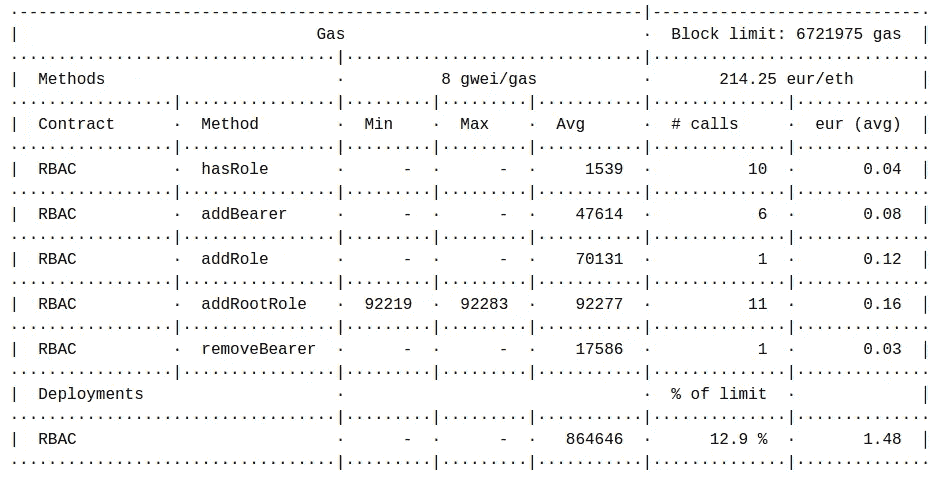 Gas · Block limit: 6721975 gas
Methods · 8 gwei/gas · 214.25 eur/eth
Contract · Method · Min · Max · Avg · # calls · eur (avg)
RBAC · hasRole · - · - · 1539 · 10 · 0.04
RBAC · addBearer · - · - · 47614 · 6 · 0.08
RBAC · addRole · - · - · 70131 · 1 · 0.12
RBAC · addRootRole · 92219 · 92283 · 92277 · 11 · 0.16
RBAC · removeBearer · - · - · 17586 · 1 · 0.03
Deployments · · % of limit ·
RBAC · - · - · 864646 · 12.9 % · 1.48